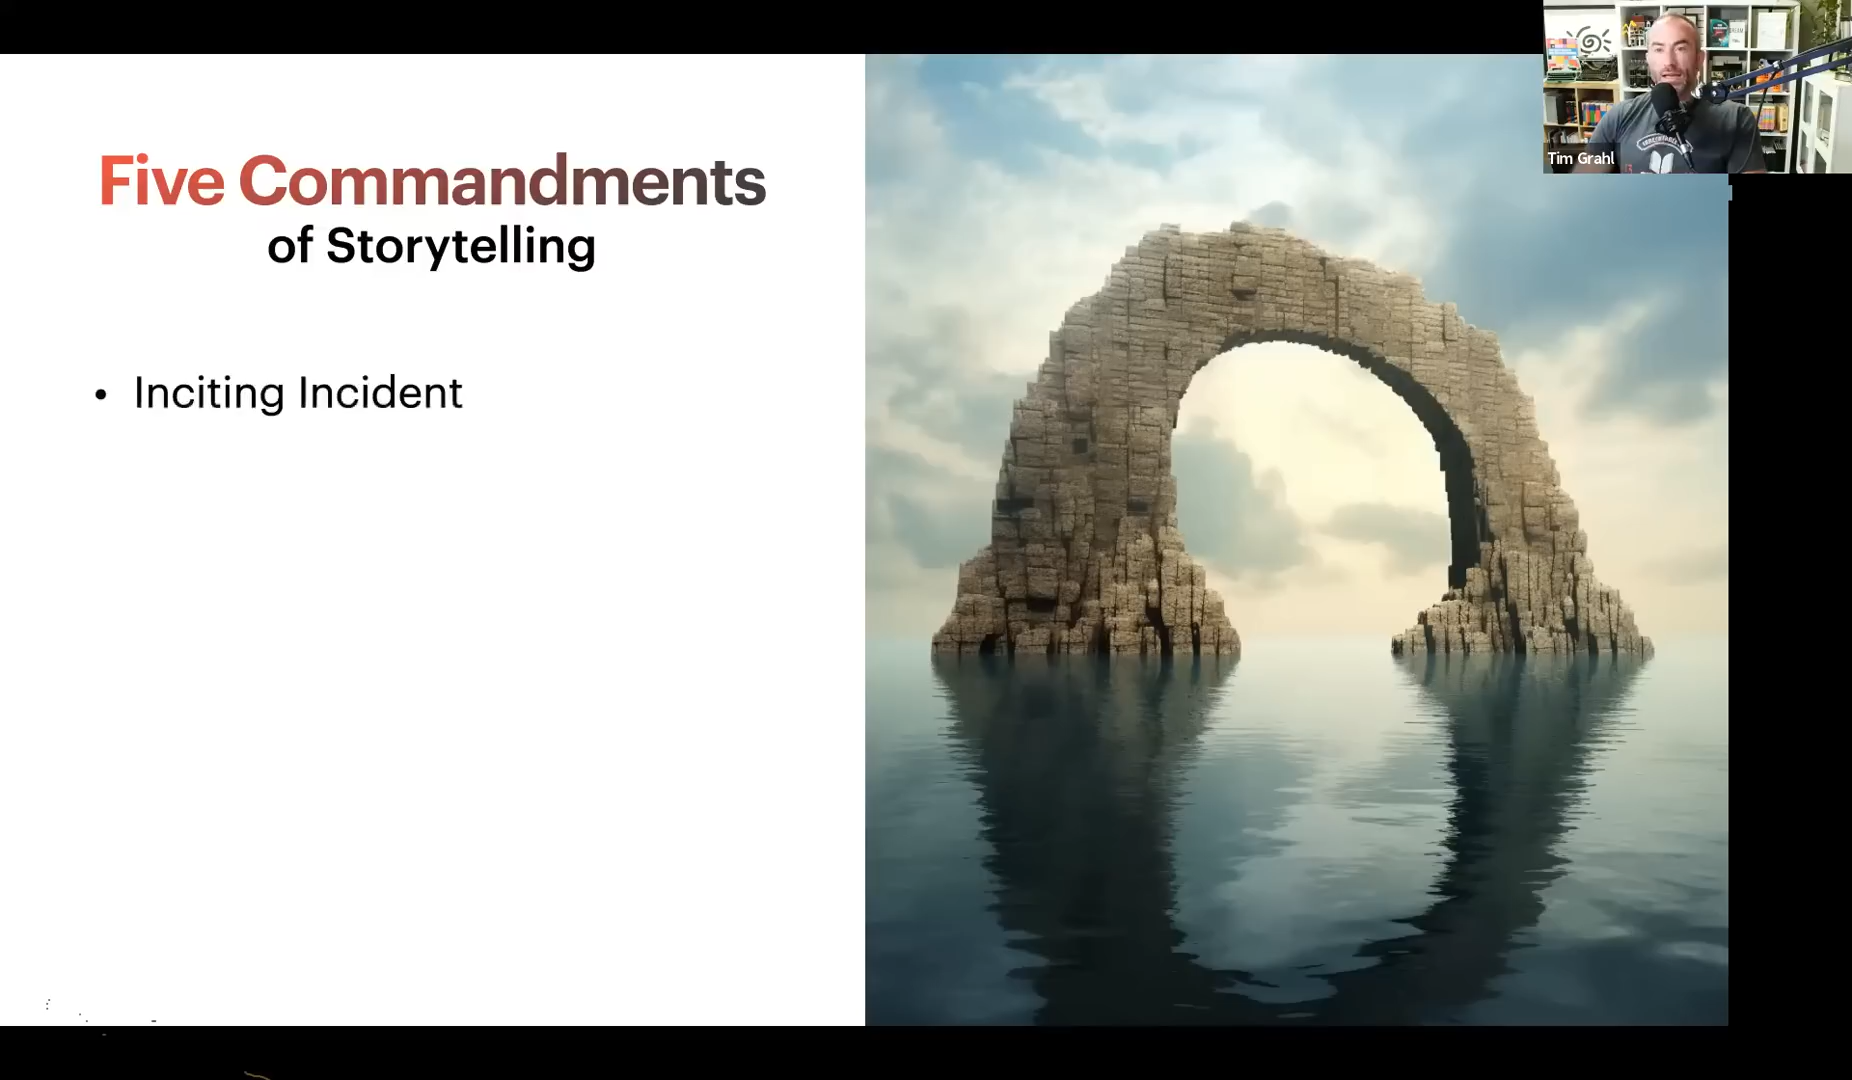 Five Commandments
of Storytelling
• Inciting Incident
Tim Grahl